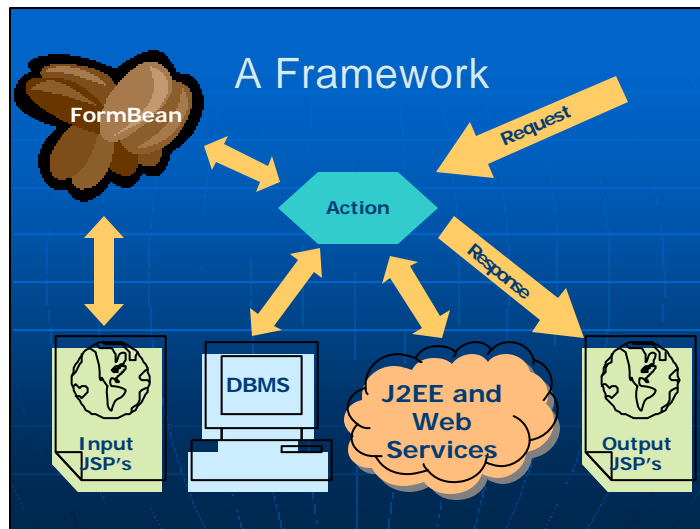 A Framework
FormBean
Request
Action
Response
DBMS
J2EE and
Web
Services
Input
JSP's
Output
JSP's